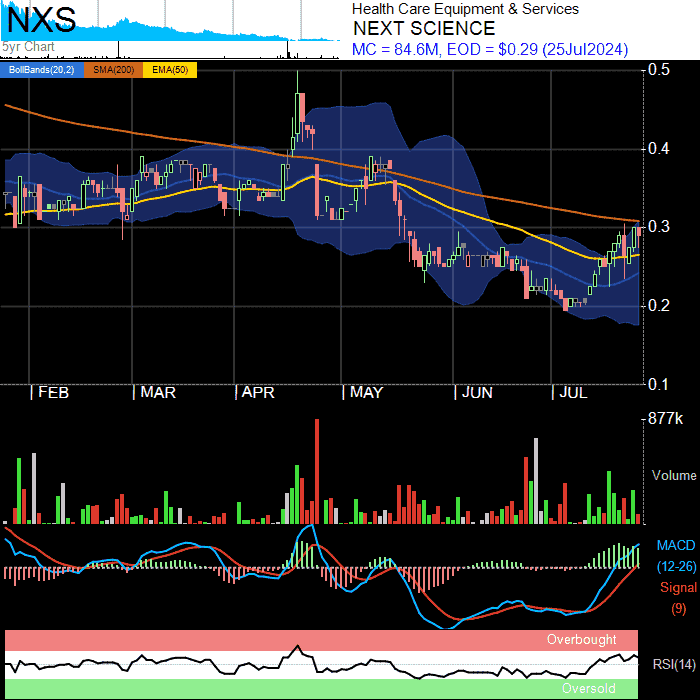 NXS
5yr Chart
Health Care Equipment & Services
NEXT SCIENCE
MC = 84.6M, EOD = $0.29 (25Jul2024)
BollBands(20,2) SMA(200) EMA(50)
0.5
0.4
0.3
0.2
0.1
| FEB | MAR | APR | MAY | JUN | JUL
877k
Volume
MACD
(12-26)
Signal
(9)
Overbought
RSI(14)
Oversold